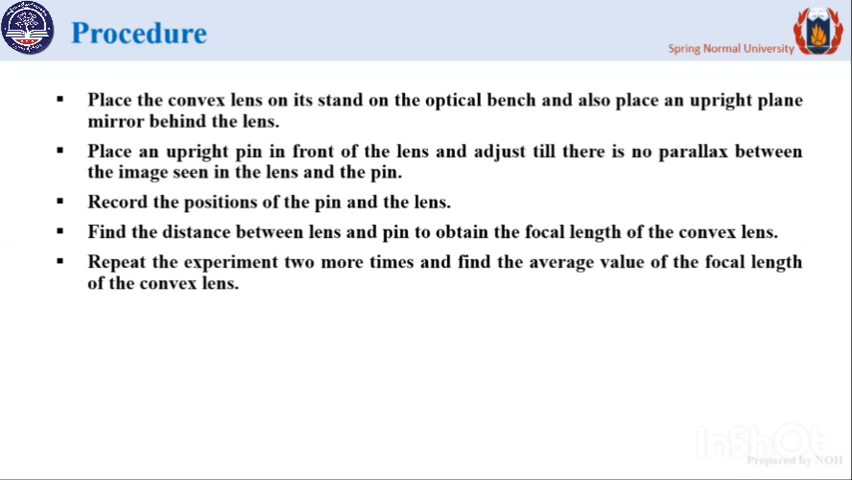 Procedure
Spring Normal University
▪ Place the convex lens on its stand on the optical bench and also place an upright plane
mirror behind the lens.
▪ Place an upright pin in front of the lens and adjust till there is no parallax between
the image seen in the lens and the pin.
▪ Record the positions of the pin and the lens.
▪ Find the distance between lens and pin to obtain the focal length of the convex lens.
▪ Repeat the experiment two more times and find the average value of the focal length
of the convex lens.
InShOt
Prepared by NOH